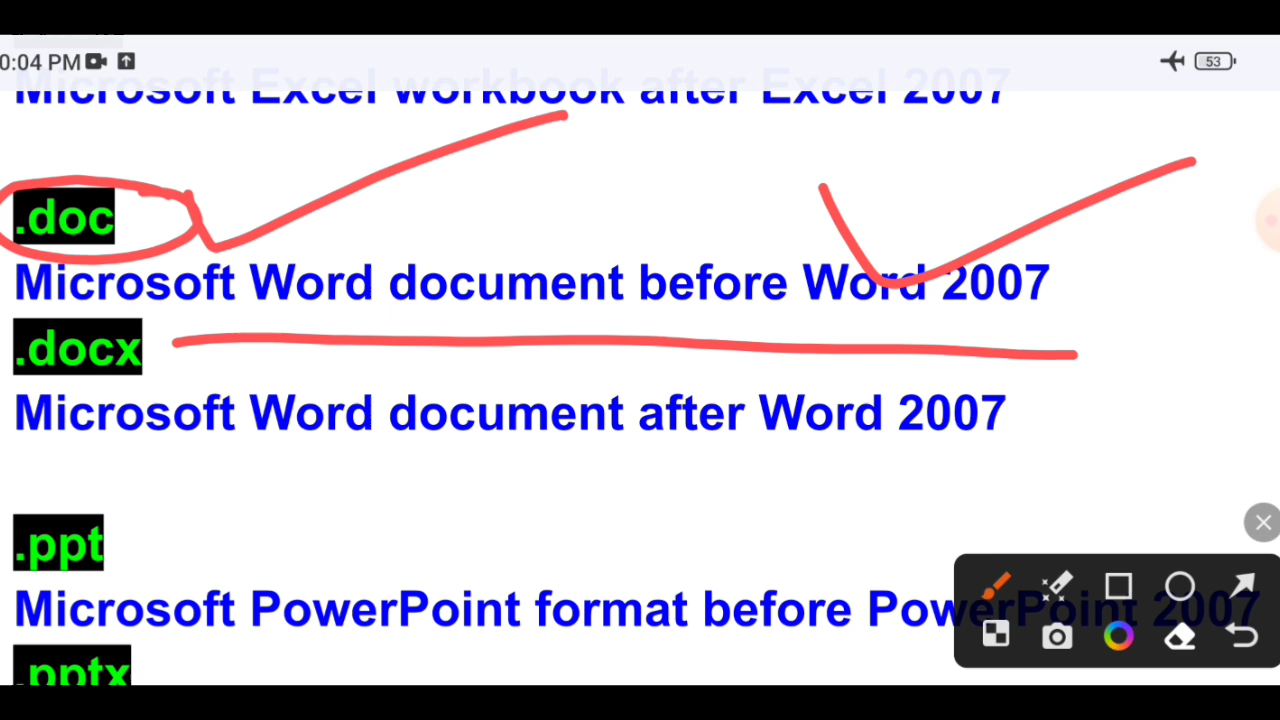 0:04 PM
53
Microsoft Excel workbook after Excel 2007
.doc
Microsoft Word document before Word 2007
.docx
Microsoft Word document after Word 2007
.ppt
Microsoft PowerPoint format before PowerPoint 2007
.pptx